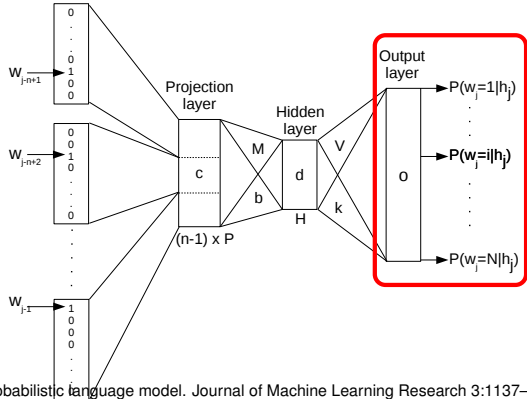 0
.
.
0
1
0
0
w_{j-n+1}
0
0
1
0
.
.
.
0
w_{j-n+2}
.
.
.
.
.
1
0
0
0
.
.
w_{j-1}
Projection
layer
c
(n-1) x P
M
b
Hidden
layer
d
H
V
k
Output
layer
o
P(w_j=1|h_j)
.
.
.
P(w_j=i|h_j)
.
.
.
.
P(w_j=N|h_j)
language model. Journal of Machine Learning Research 3:1137–